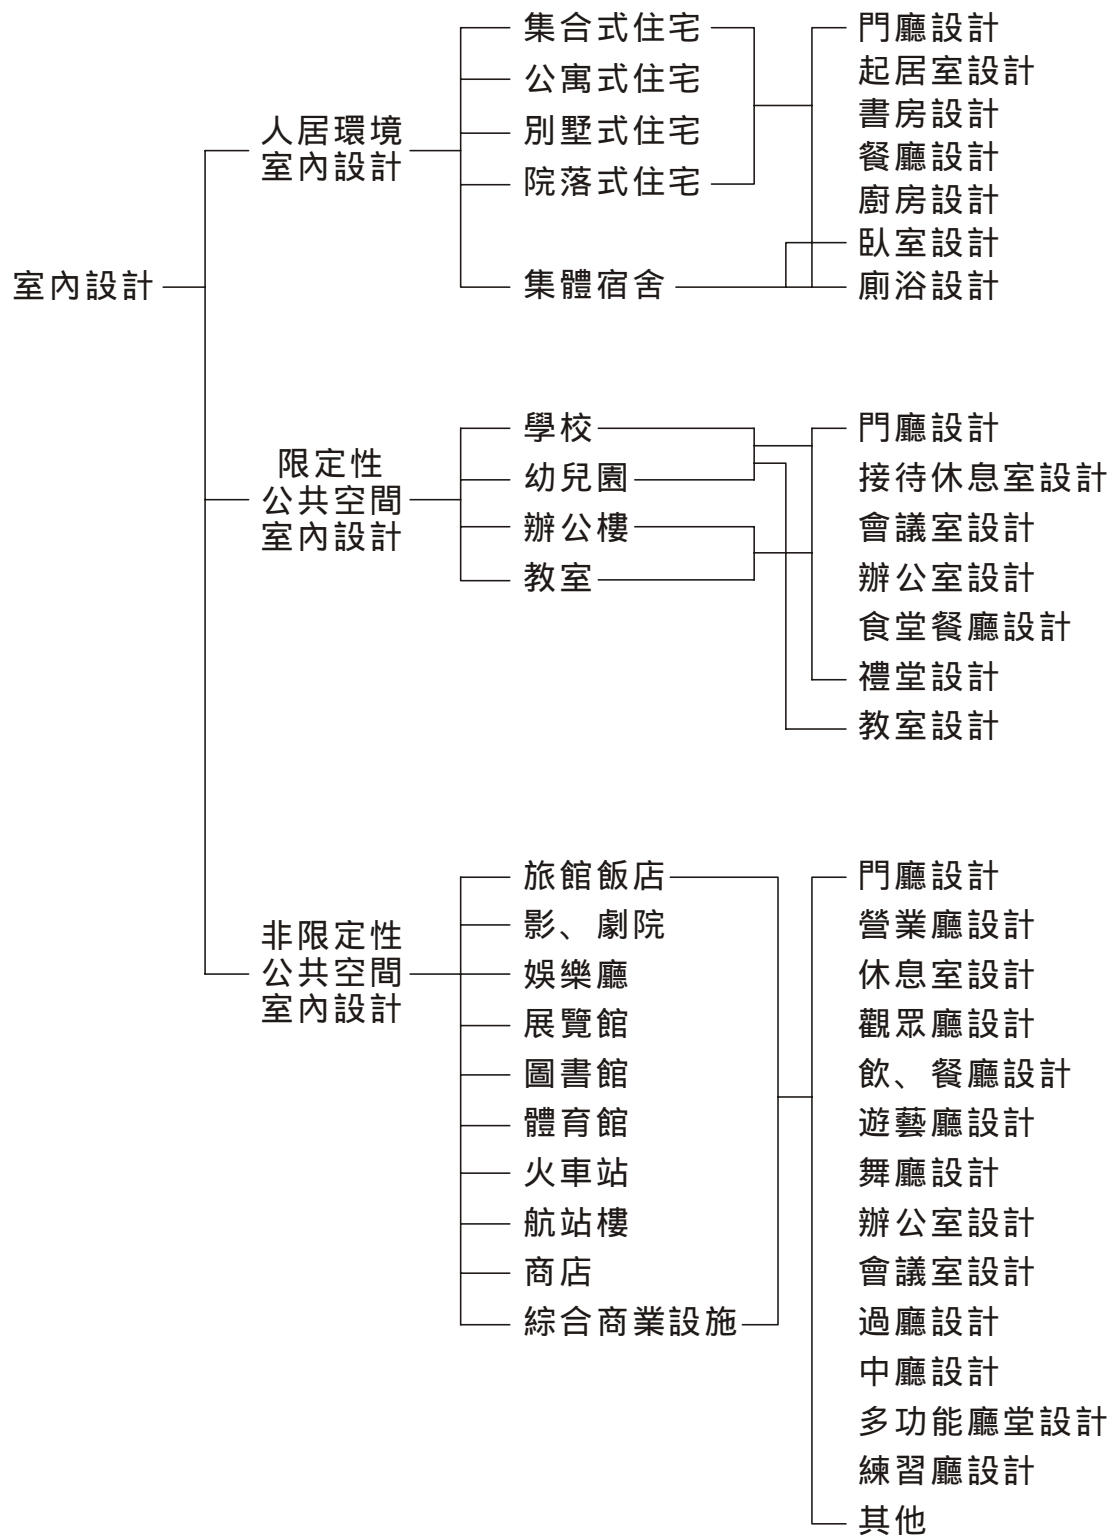 室內設計
人居環境
室內設計
集合式住宅
公寓式住宅
別墅式住宅
院落式住宅
集體宿舍
門廳設計
起居室設計
書房設計
餐廳設計
廚房設計
臥室設計
廁浴設計
限定性
公共空間
室內設計
學校
幼兒園
辦公樓
教室
門廳設計
接待休息室設計
會議室設計
辦公室設計
食堂餐廳設計
禮堂設計
教室設計
非限定性
公共空間
室內設計
旅館飯店
影、劇院
娛樂廳
展覽館
圖書館
體育館
火車站
航站樓
商店
綜合商業設施
門廳設計
營業廳設計
休息室設計
觀眾廳設計
飲、餐廳設計
遊藝廳設計
舞廳設計
辦公室設計
會議室設計
過廳設計
中廳設計
多功能廳堂設計
練習廳設計
其他